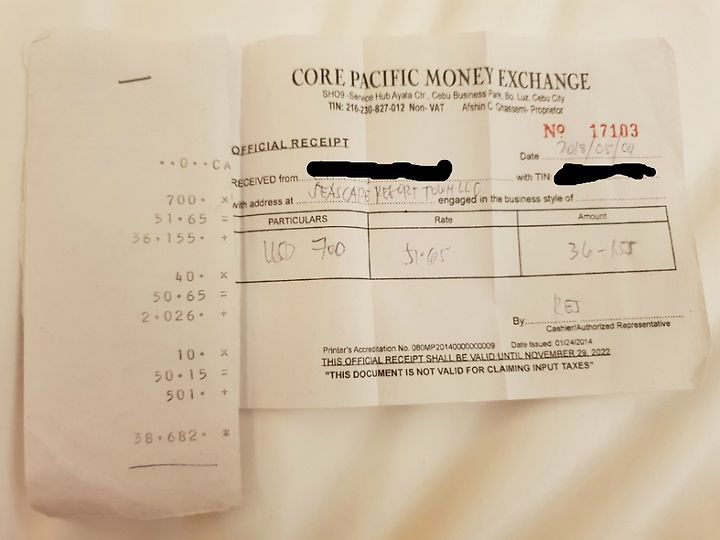 ··0··CA
700· ×
51·65 =
36,155· +
40· ×
50·65 =
2,026· +
10· ×
50·15 =
501· +
38,682· *
CORE PACIFIC MONEY EXCHANGE
SH09 -Service Hub Ayala Ctr., Cebu Business Park, Bo. Luz, Cebu City
TIN: 216-230-827-012 Non- VAT Afshin C. Ghassemi- Proprietor
Nº 17103
OFFICIAL RECEIPT
Date 2018/05/04
RECEIVED from
with TIN
with address at SEASCAPE RESORT TOWN LLC engaged in the business style of
PARTICULARS Rate Amount
USD 700 51.65 36-155
By: REJ
Cashier/Authorized Representative
Printer's Accreditation No. 080MP20140000000009 Date Issued: 01/24/2014
THIS OFFICIAL RECEIPT SHALL BE VALID UNTIL NOVEMBER 29, 2022
"THIS DOCUMENT IS NOT VALID FOR CLAIMING INPUT TAXES"